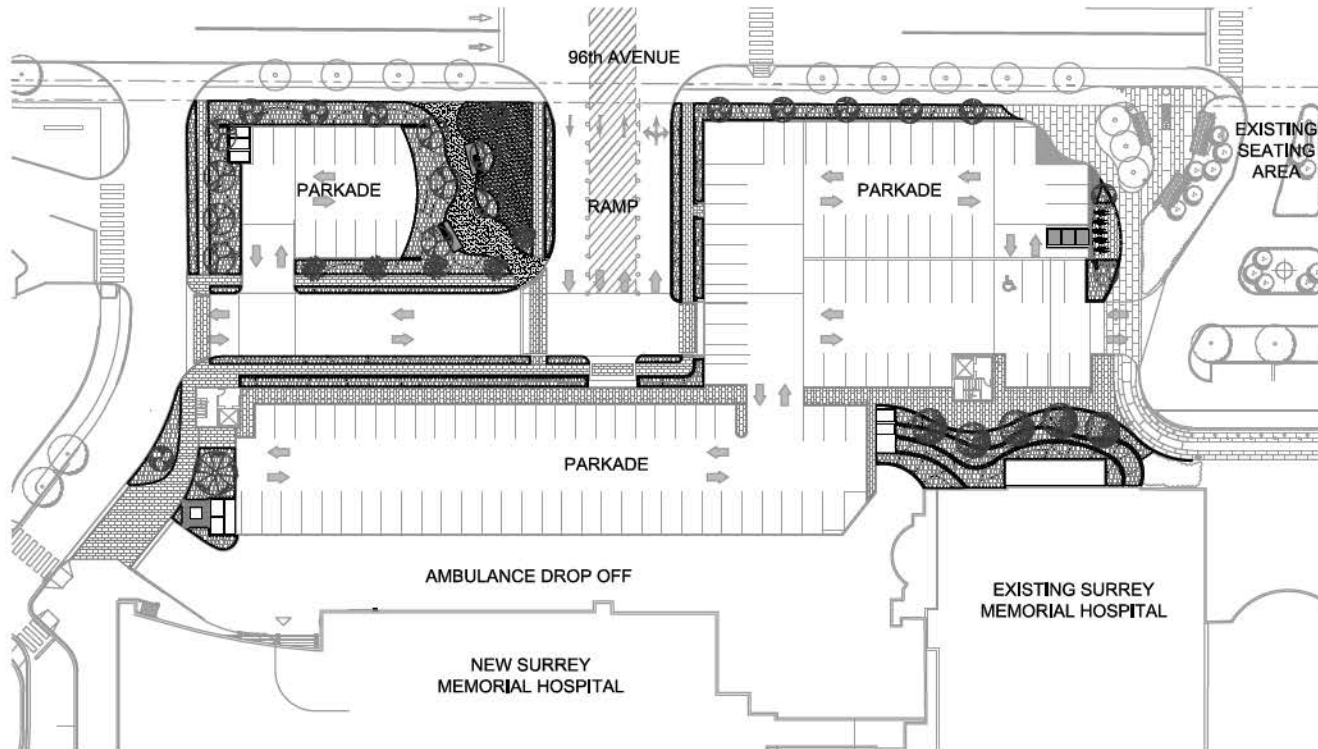 96th AVENUE
EXISTING
SEATING
AREA
PARKADE
RAMP
PARKADE
PARKADE
AMBULANCE DROP OFF
EXISTING SURREY
MEMORIAL HOSPITAL
NEW SURREY
MEMORIAL HOSPITAL